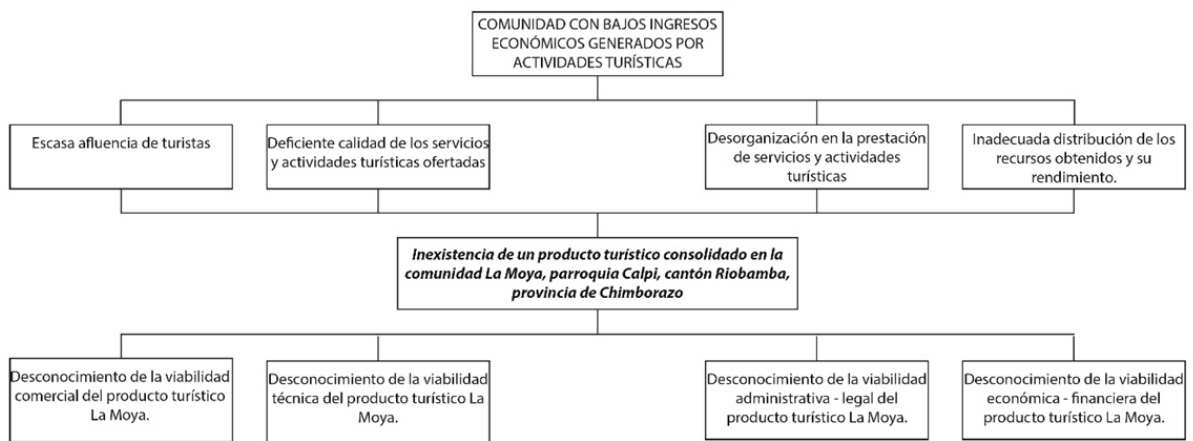 COMUNIDAD CON BAJOS INGRESOS
ECONÓMICOS GENERADOS POR
ACTIVIDADES TURÍSTICAS
Escasa afluencia de turistas
Deficiente calidad de los servicios
y actividades turísticas ofertadas
Desorganización en la prestación
de servicios y actividades
turísticas
Inadecuada distribución de los
recursos obtenidos y su
rendimiento.
Inexistencia de un producto turístico consolidado en la
comunidad La Moya, parroquia Calpi, cantón Riobamba,
provincia de Chimborazo
Desconocimiento de la viabilidad
comercial del producto turístico
La Moya.
Desconocimiento de la viabilidad
técnica del producto turístico La
Moya.
Desconocimiento de la viabilidad
administrativa - legal del
producto turístico La Moya.
Desconocimiento de la viabilidad
económica - financiera del
producto turístico La Moya.